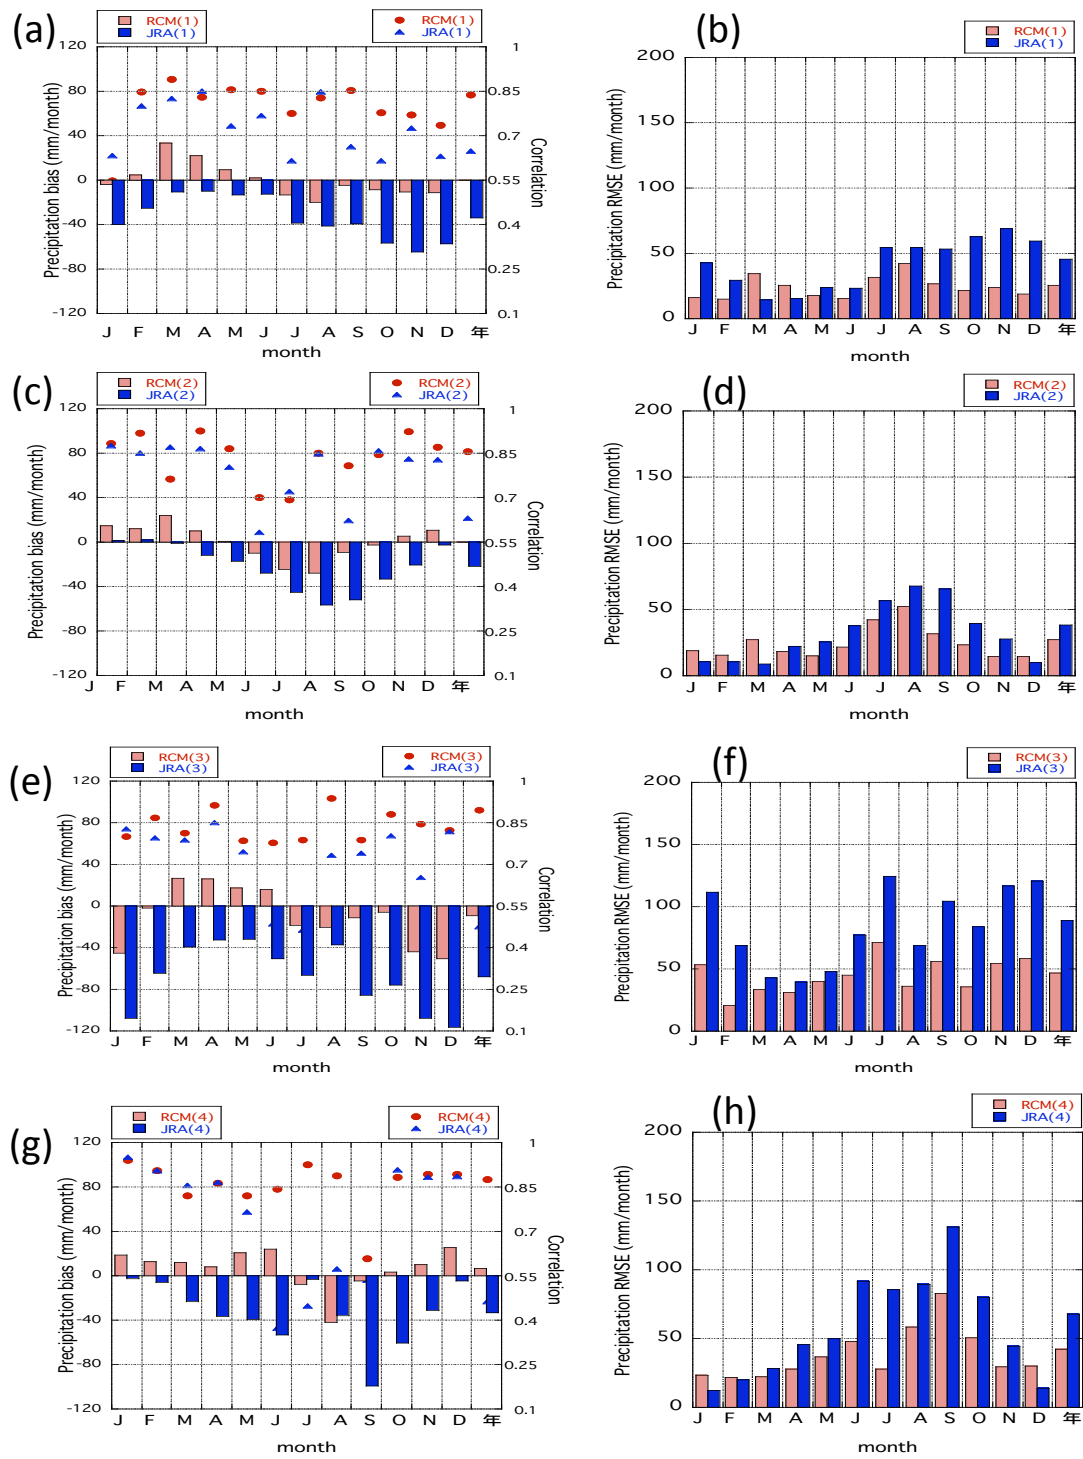 (a)
RCM(1)
JRA(1)
RCM(1)
JRA(1)
120
80
40
0
-40
-80
-120
Precipitation bias (mm/month)
1
0.85
0.7
0.55
0.4
0.25
0.1
Correlation
J F M A M J J A S O N D 年
month
(b)
RCM(1)
JRA(1)
200
150
100
50
0
Precipitation RMSE (mm/month)
J F M A M J J A S O N D 年
month
(c)
RCM(2)
JRA(2)
RCM(2)
JRA(2)
120
80
40
0
-40
-80
-120
Precipitation bias (mm/month)
1
0.85
0.7
0.55
0.4
0.25
0.1
Correlation
J F M A M J J A S O N D 年
month
(d)
RCM(2)
JRA(2)
200
150
100
50
0
Precipitation RMSE (mm/month)
J F M A M J J A S O N D 年
month
(e)
RCM(3)
JRA(3)
RCM(3)
JRA(3)
120
80
40
0
-40
-80
-120
Precipitation bias (mm/month)
1
0.85
0.7
0.55
0.4
0.25
0.1
Correlation
J F M A M J J A S O N D 年
month
(f)
RCM(3)
JRA(3)
200
150
100
50
0
Precipitation RMSE (mm/month)
J F M A M J J A S O N D 年
month
(g)
RCM(4)
JRA(4)
RCM(4)
JRA(4)
120
80
40
0
-40
-80
-120
Precipitation bias (mm/month)
1
0.85
0.7
0.55
0.4
0.25
0.1
Correlation
J F M A M J J A S O N D 年
month
(h)
RCM(4)
JRA(4)
200
150
100
50
0
Precipitation RMSE (mm/month)
J F M A M J J A S O N D 年
month